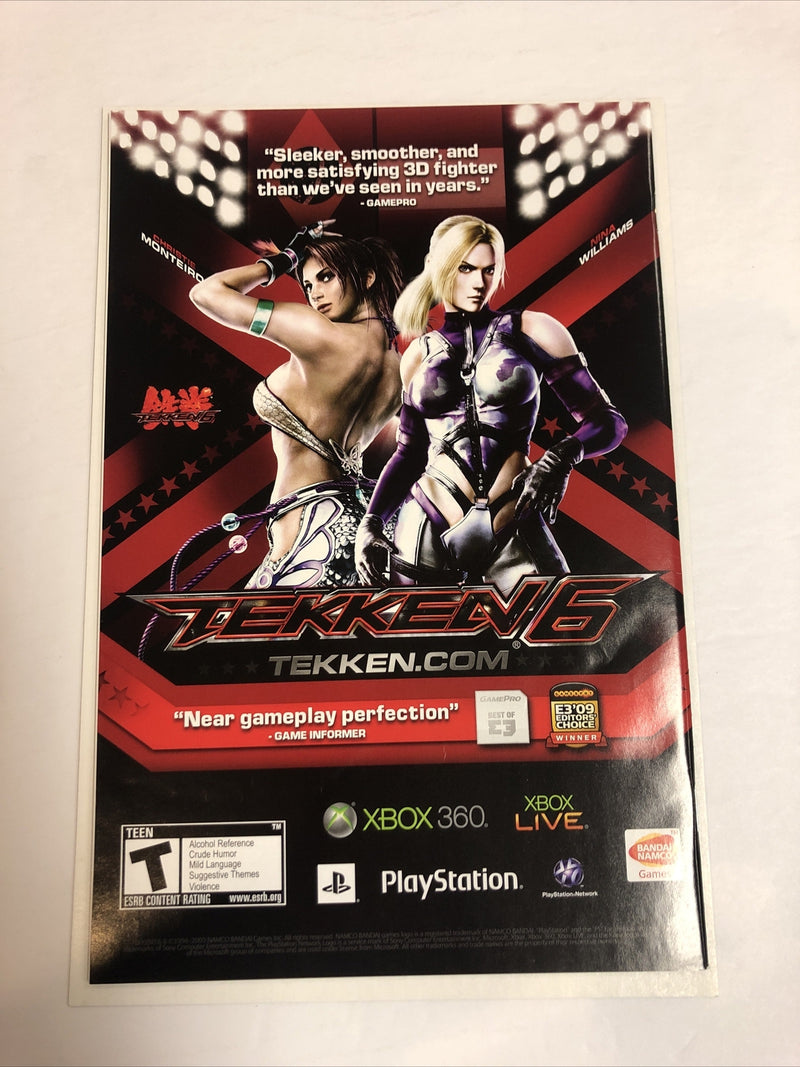 “Sleeker, smoother, and
more satisfying 3D fighter
than we’ve seen in years.”
- GAMEPRO
CHRISTIE
MONTEIRO
NINA
WILLIAMS
TEKKEN 6
TEKKEN 6
TEKKEN.COM®
“Near gameplay perfection”
- GAME INFORMER
GAMEPRO
BEST OF
E3
GAMESPOT
E3’09
EDITORS’
CHOICE
WINNER
XBOX 360®
XBOX
LIVE®
TEEN ™
T
Alcohol Reference
Crude Humor
Mild Language
Suggestive Themes
Violence
ESRB CONTENT RATING www.esrb.org
PlayStation®
PlayStation®Network
BANDAI
NAMCO
Games